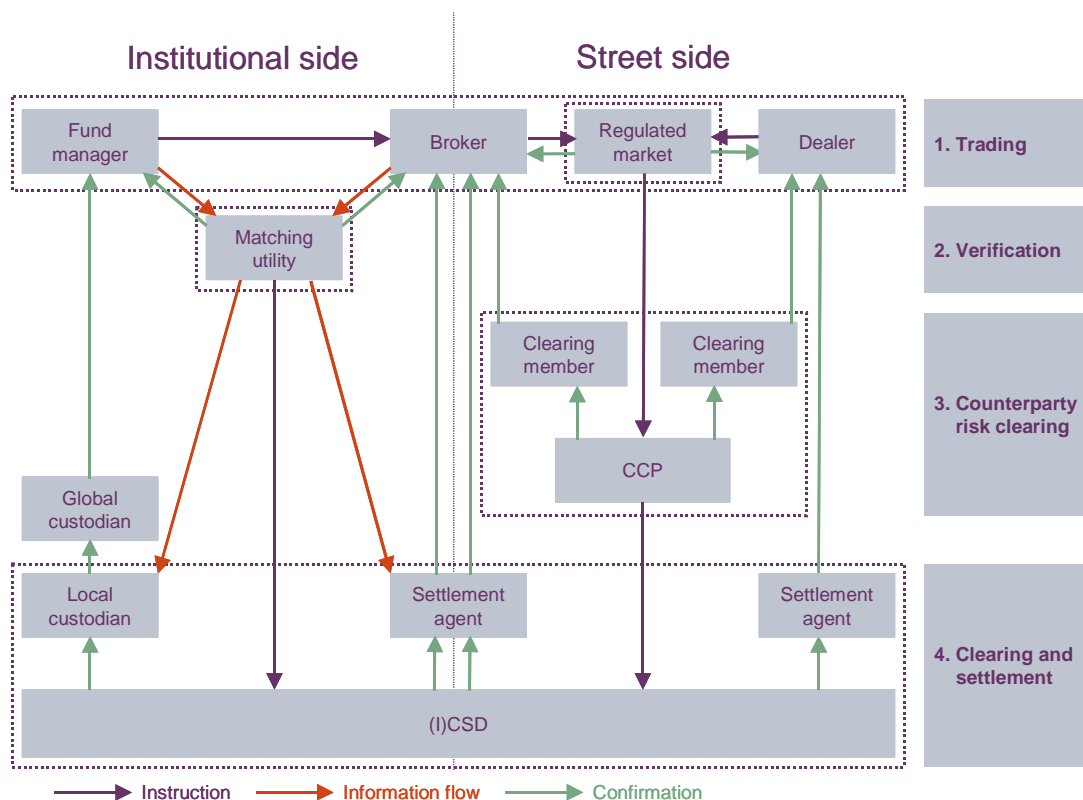 Institutional side
Street side
Fund
manager
Broker
Regulated
market
Dealer
1. Trading
Matching
utility
2. Verification
Clearing
member
Clearing
member
3. Counterparty
risk clearing
CCP
Global
custodian
Local
custodian
Settlement
agent
Settlement
agent
4. Clearing and
settlement
(I)CSD
Instruction
Information flow
Confirmation